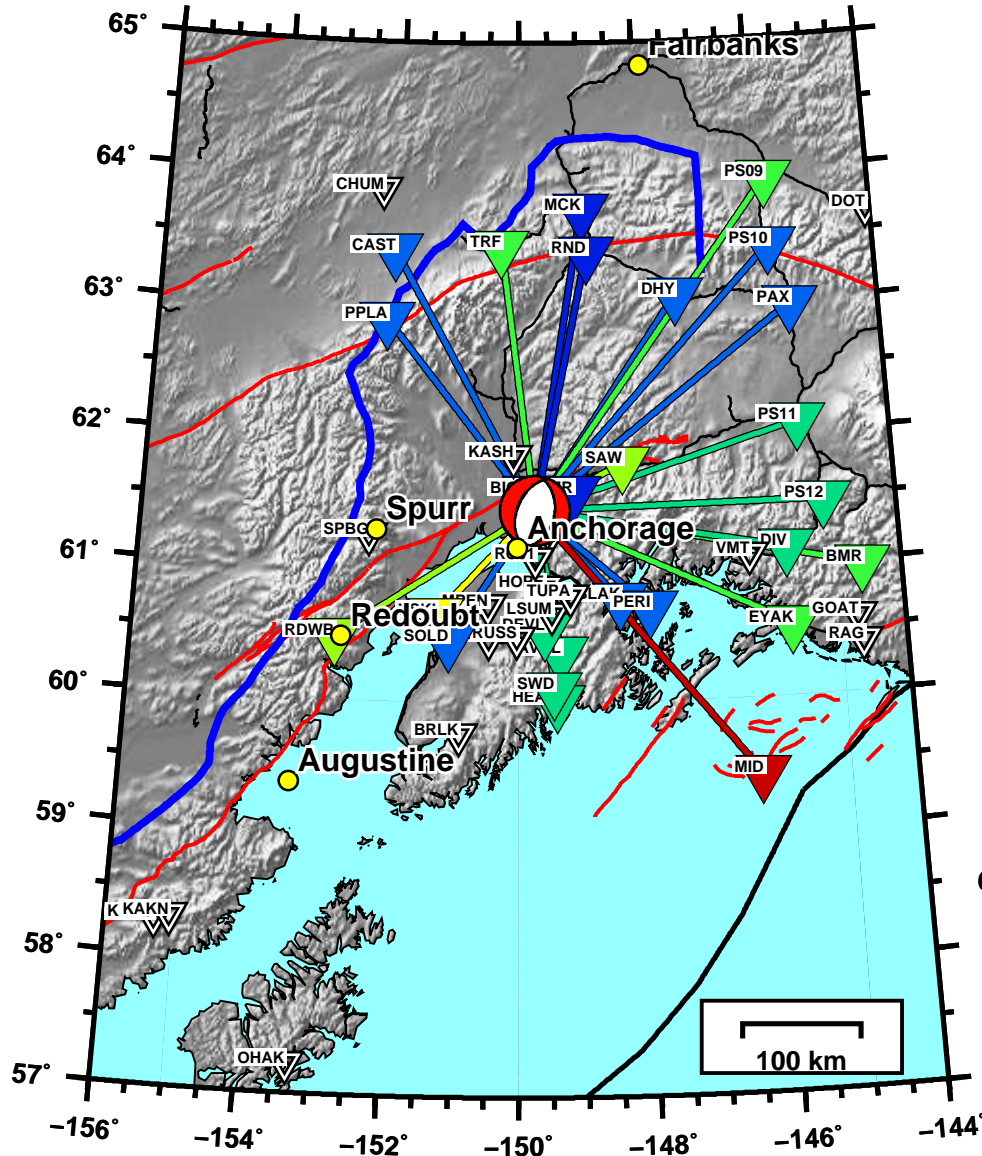 65°
Fairbanks
64°
PS09
CHUM
DOT
MCK
CAST
TRF
RND
PS10
63°
DHY
PAX
PPLA
62°
PS11
KASH
SAW
PS12
Spurr
SPBG
Anchorage
61°
DIV
VMT
BMR
HOPE
TUPA
PERI
LSUM
GOAT
EYAK
Redoubt
RDWB
SOLD
RUSS
RAG
60°
SWD
BRLK
Augustine
MID
59°
K
KAKN
58°
OHAK
57°
100 km
−156°
−154°
−152°
−150°
−148°
−146°
−144°